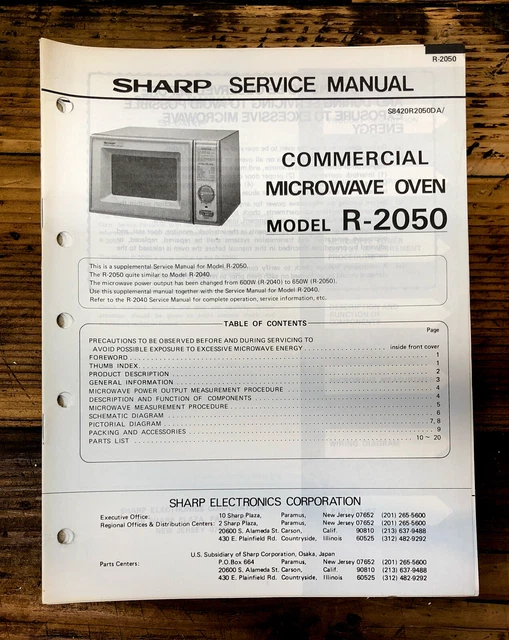 R-2050
SHARP SERVICE MANUAL
S8420R2050DA/
COMMERCIAL
MICROWAVE OVEN
MODEL R-2050
This is a supplemental Service Manual for Model R-2050.
The R-2050 quite similar to Model R-2040.
The microwave power output has been changed from 600W (R-2040) to 650W (R-2050).
Use this supplemental manual together with the Service Manual for Model R-2040.
Refer to the R-2040 Service Manual for complete operation, service information, etc.
TABLE OF CONTENTS
Page
PRECAUTIONS TO BE OBSERVED BEFORE AND DURING SERVICING TO
AVOID POSSIBLE EXPOSURE TO EXCESSIVE MICROWAVE ENERGY inside front cover
FOREWORD 1
THUMB INDEX 1
PRODUCT DESCRIPTION 2
GENERAL INFORMATION 3
MICROWAVE POWER OUTPUT MEASUREMENT PROCEDURE 4
DESCRIPTION AND FUNCTION OF COMPONENTS 4
MICROWAVE MEASUREMENT PROCEDURE 5
SCHEMATIC DIAGRAM 6
PICTORIAL DIAGRAM 7, 8
PACKING AND ACCESSORIES 9
PARTS LIST 10 ~ 20
SHARP ELECTRONICS CORPORATION
Executive Office: 10 Sharp Plaza, Paramus, New Jersey 07652 (201) 265-5600
Regional Offices & Distribution Centers: 2 Sharp Plaza, Paramus, New Jersey 07652 (201) 265-5600
20600 S. Alameda St. Carson, Calif. 90810 (213) 637-9488
430 E. Plainfield Rd. Countryside, Illinois 60525 (312) 482-9292
U.S. Subsidiary of Sharp Corporation, Osaka, Japan
Parts Centers: P.O.Box 664 Paramus, New Jersey 07652 (201) 265-5600
20600 S. Alameda St. Carson, Calif. 90810 (213) 637-9488
430 E. Plainfield Rd. Countryside, Illinois 60525 (312) 482-9292